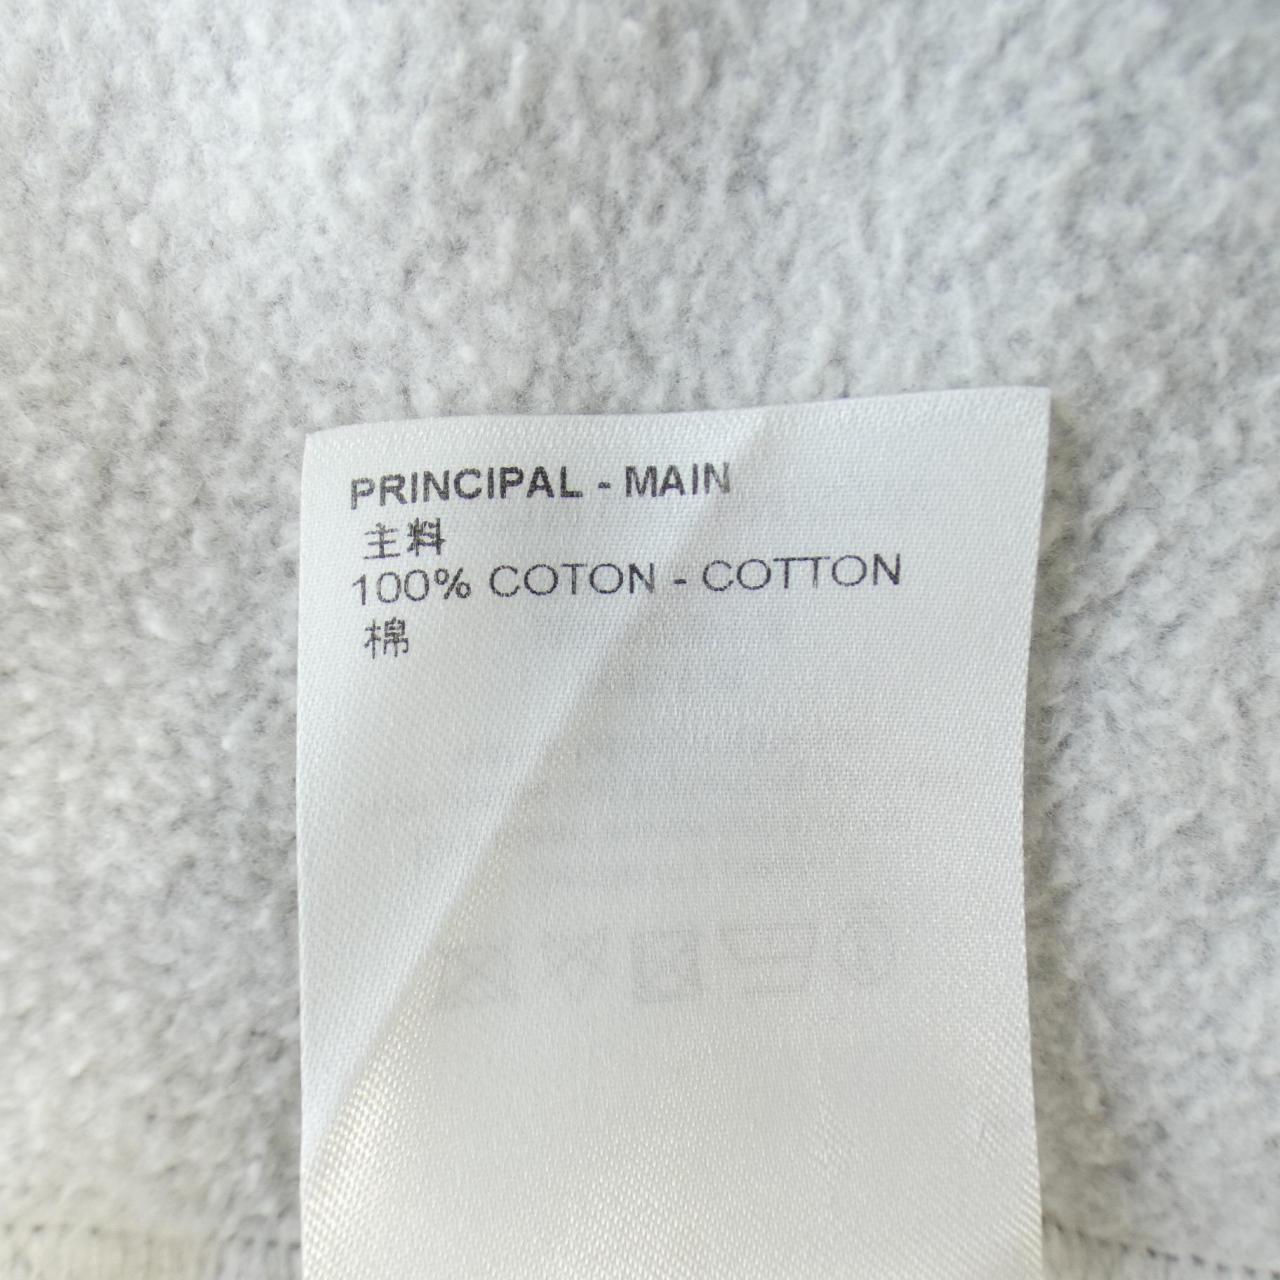 PRINCIPAL - MAIN
主料
100% COTON - COTTON
棉